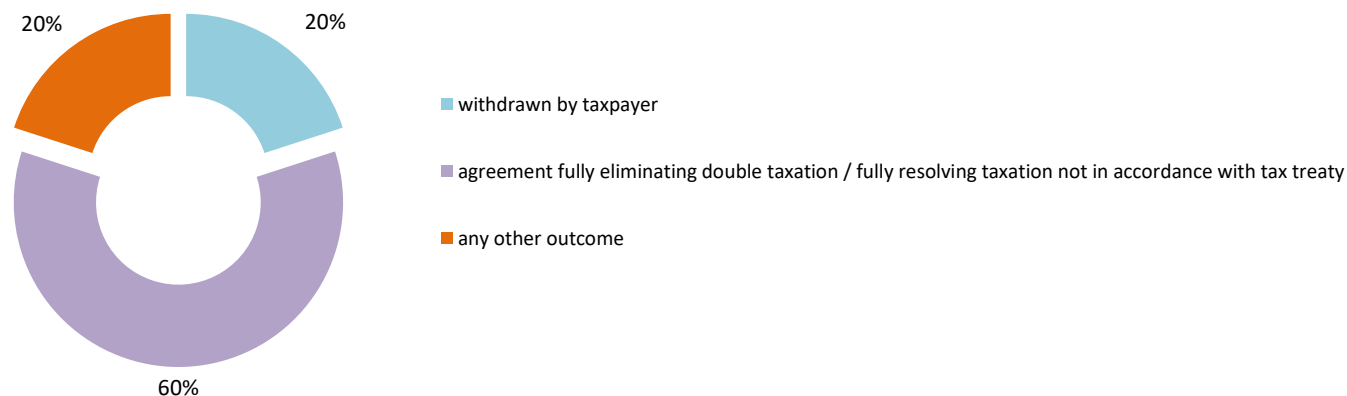 20%
20%
withdrawn by taxpayer
agreement fully eliminating double taxation / fully resolving taxation not in accordance with tax treaty
any other outcome
60%